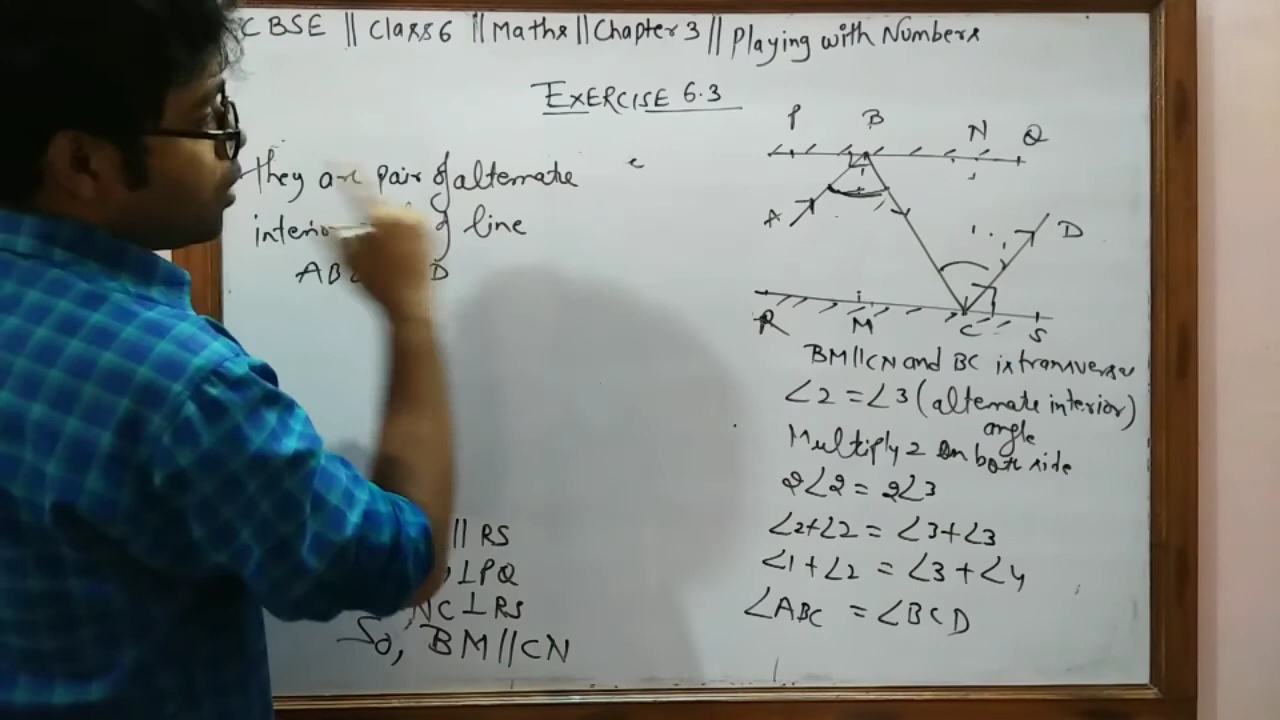 CBSE || Class 6 || Maths || Chapter 3 || Playing with Numbers
EXERCISE 6.3
They are pair of alternate
of line
AB D
P B N Q
A D
R M C S
BM||CN and BC is transverse
∠2 = ∠3 (alternate interior)
angle
Multiply 2 on both side
2∠2 = 2∠3
∠2+∠2 = ∠3+∠3
∠1+∠2 = ∠3+∠4
∠ABC = ∠BCD
|| RS
⊥PQ
NC⊥RS
So, BM||CN